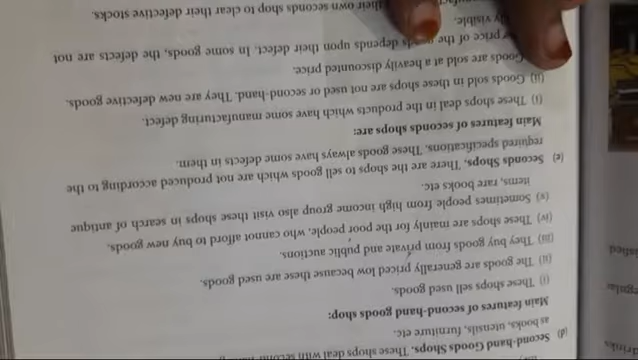 (d) Second-hand Goods Shops. These shops deal with second
as books, utensils, furniture etc.
Main features of second-hand goods shop:
(i) These shops sell used goods.
(ii) The goods are generally priced low because these are used goods.
(iii) They buy goods from private and public auctions.
(iv) These shops are mainly for the poor people, who cannot afford to buy new goods.
(v) Sometimes people from high income group also visit these shops in search of antique
items, rare books etc.
(e) Seconds Shops. There are the shops to sell goods which are not produced according to the
required specifications. These goods always have some defects in them.
Main features of seconds shops are:
(i) These shops deal in the products which have some manufacturing defect.
(ii) Goods sold in these shops are not used or second-hand. They are new defective goods.
Goods are sold at a heavily discounted price.
price of the goods depends upon their defect. In some goods, the defects are not
visible.
their own seconds shop to clear their defective stocks.